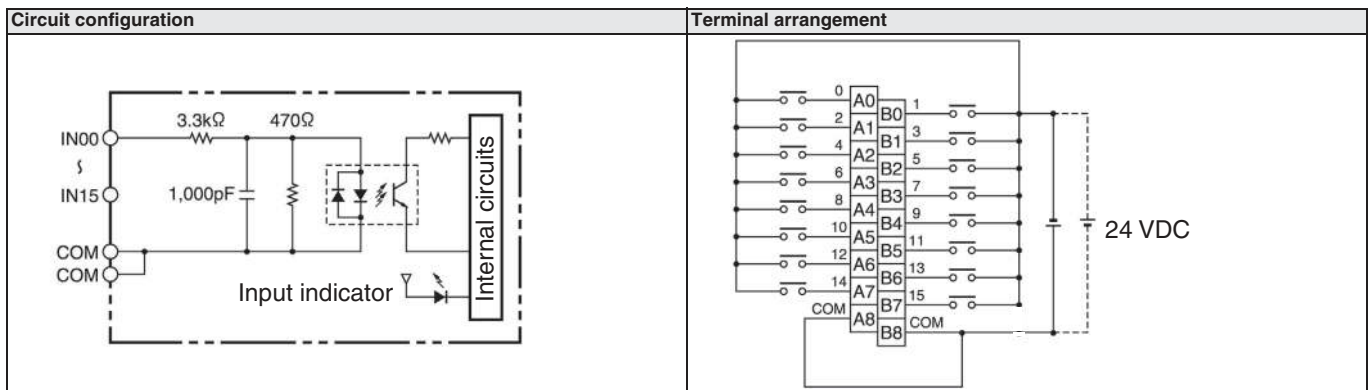 Circuit configuration
Terminal arrangement
3.3kΩ 470Ω
IN00
∫
IN15
1,000pF
COM
COM
Input indicator
Internal circuits
0 A0
B0 1
2 A1
B1 3
4 A2
B2 5
6 A3
B3 7
8 A4
B4 9
10 A5
B5 11
12 A6
B6 13
14 A7
B7 15
COM A8
B8 COM
24 VDC